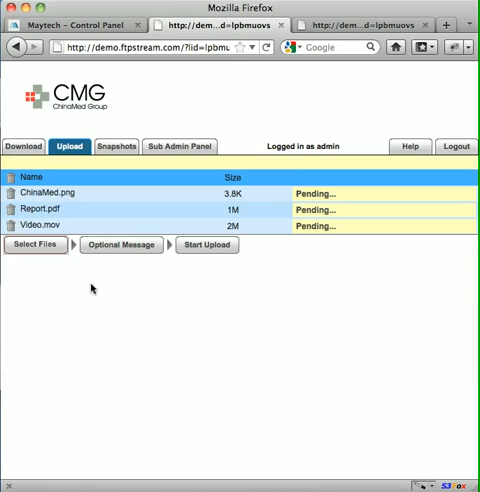 Mozilla Firefox
Maytech – Control Panel
http://dem...d=lpbmuovs
http://dem...d=lpbmuovs
http://demo.ftpstream.com/?lid=lpbmu
Google
CMG
ChinaMed Group
Download
Upload
Snapshots
Sub Admin Panel
Logged in as admin
Help
Logout
Name Size
ChinaMed.png 3.8K Pending...
Report.pdf 1M Pending...
Video.mov 2M Pending...
Select Files
Optional Message
Start Upload
S3Fox